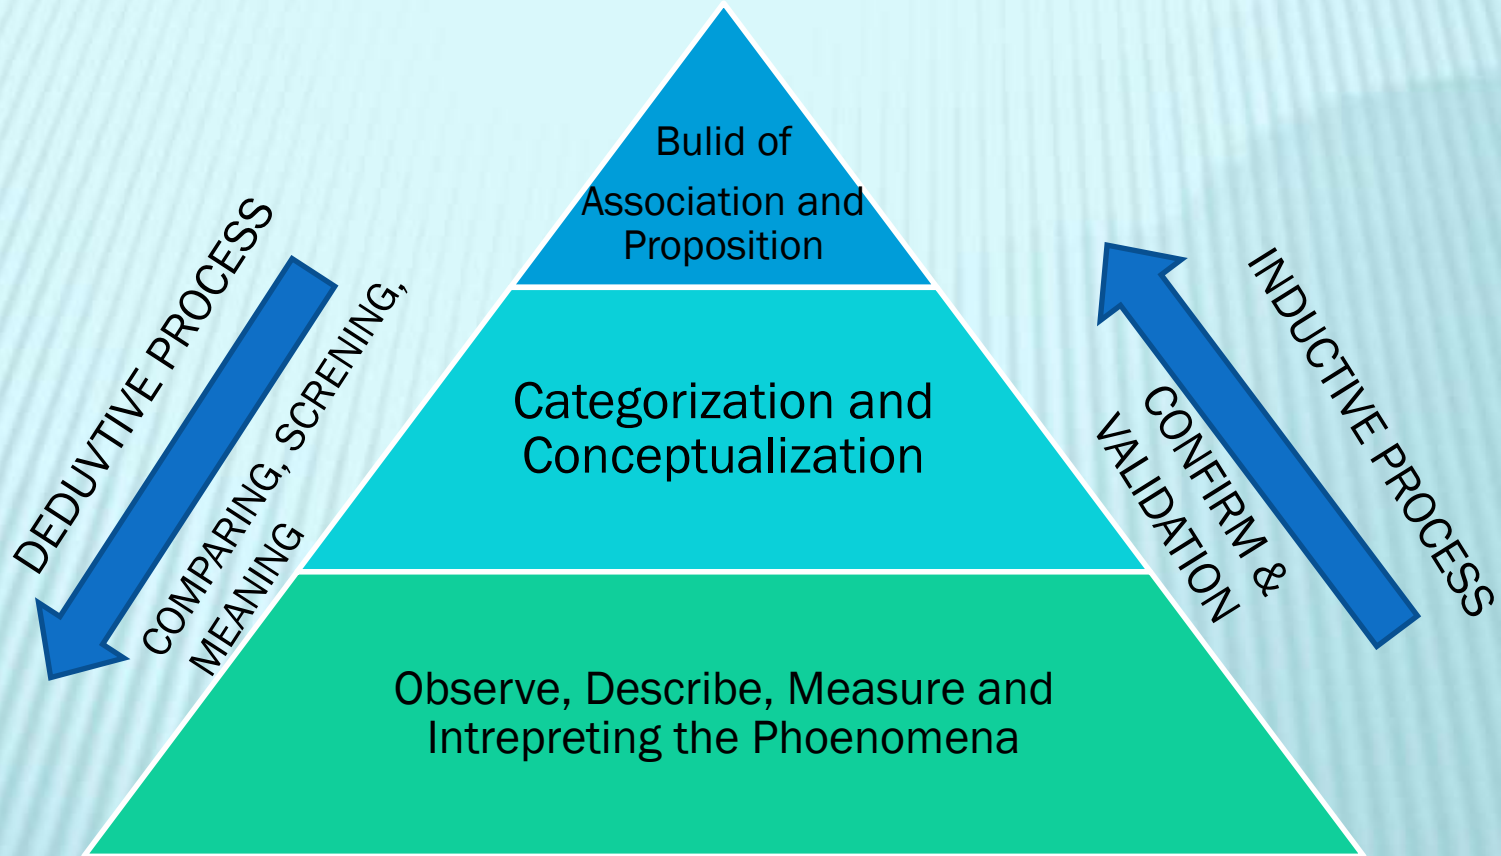 Bulid of
Association and
Proposition
DEDUVTIVE PROCESS
COMPARING, SCRENING,
MEANING
Categorization and
Conceptualization
INDUCTIVE PROCESS
CONFIRM &
VALIDATION
Observe, Describe, Measure and
Intrepreting the Phoenomena